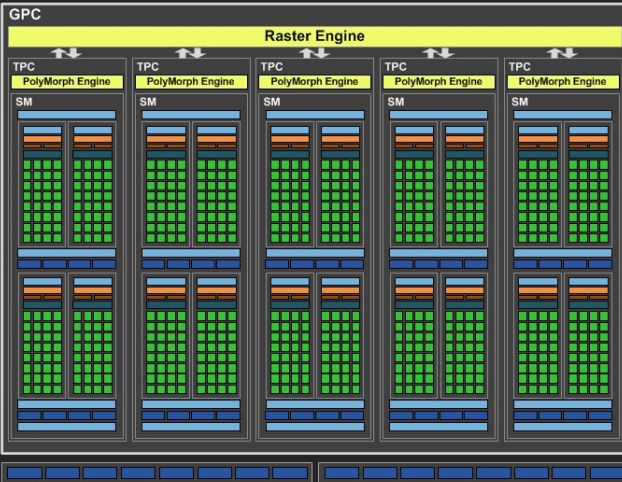 GPC
Raster Engine
TPC TPC TPC TPC TPC
PolyMorph Engine PolyMorph Engine PolyMorph Engine PolyMorph Engine PolyMorph Engine
SM SM SM SM SM